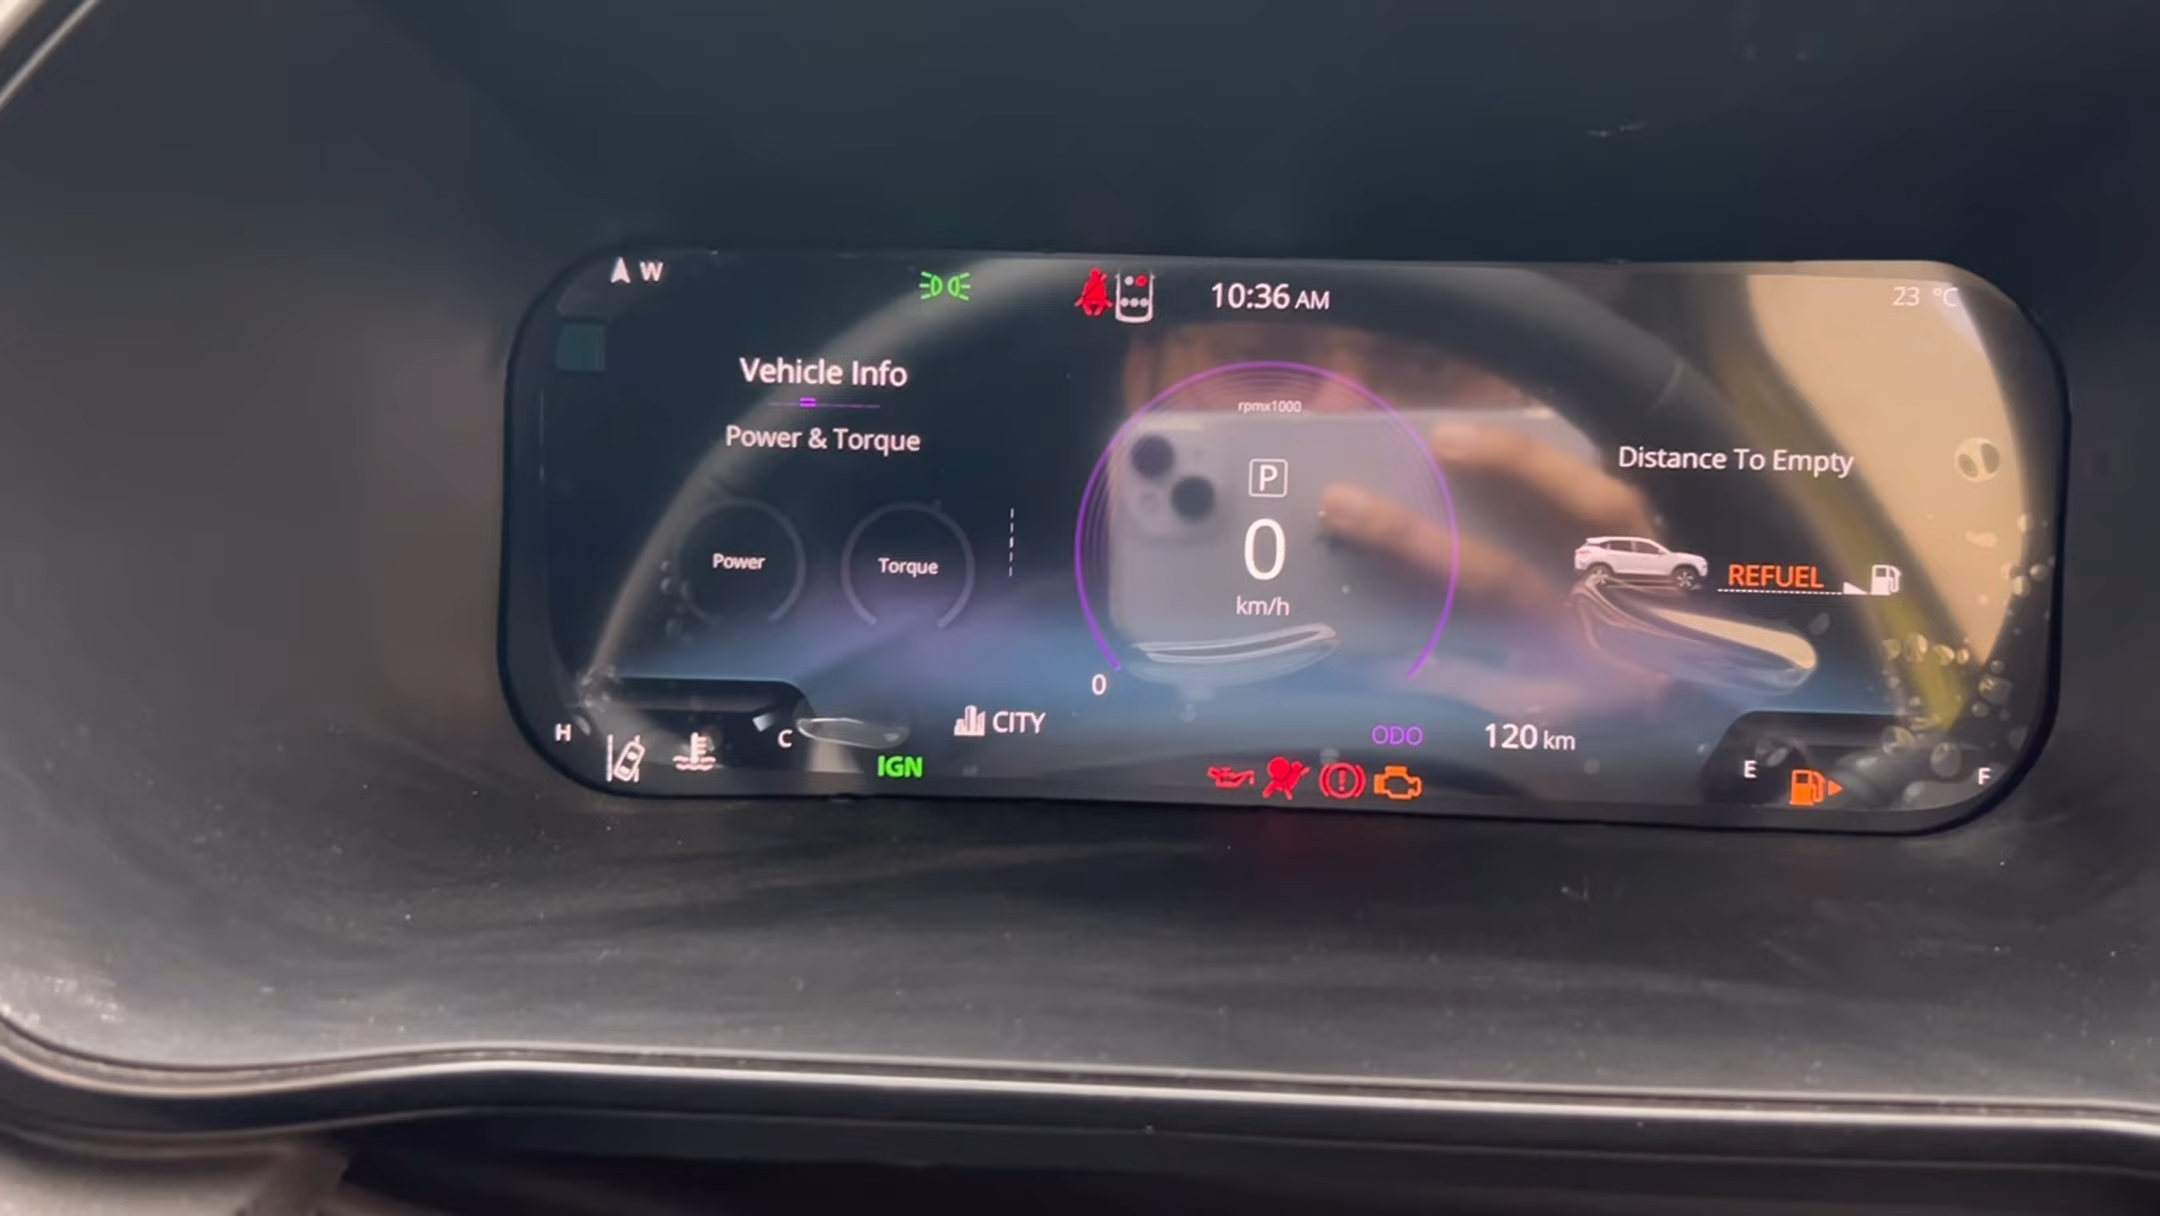 W
10:36 AM
23 °C
Vehicle Info
Power & Torque
Power
Torque
rpmx1000
P
0
km/h
0
Distance To Empty
REFUEL
H
C
CITY
IGN
ODO
120 km
E
F